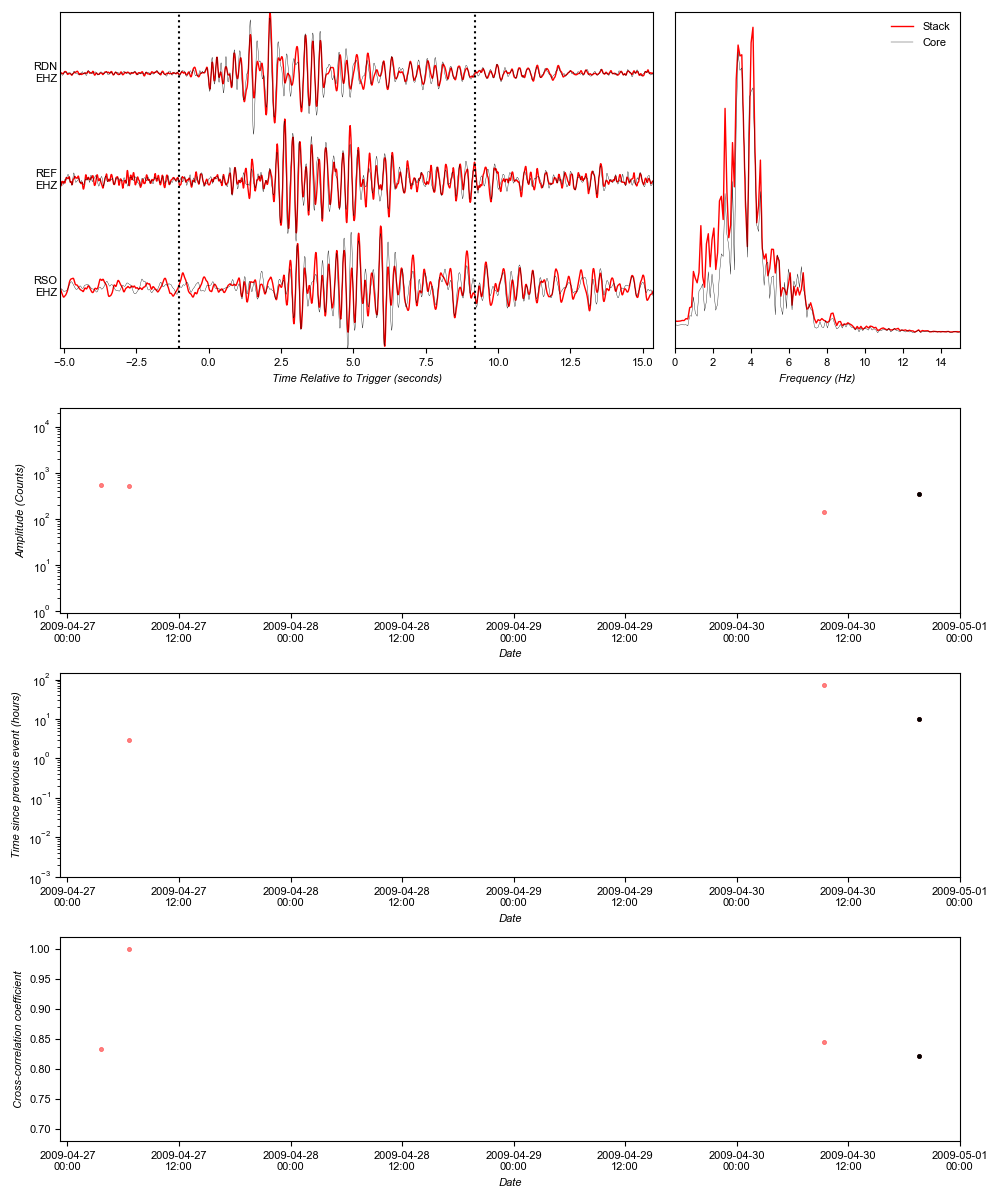 RDN
EHZ
REF
EHZ
RSO
EHZ
−5.0 −2.5 0.0 2.5 5.0 7.5 10.0 12.5 15.0
Time Relative to Trigger (seconds)
Stack
Core
0 2 4 6 8 10 12 14
Frequency (Hz)
10⁴
10³
10²
10¹
10⁰
Amplitude (Counts)
2009-04-27 2009-04-27 2009-04-28 2009-04-28 2009-04-29 2009-04-29 2009-04-30 2009-04-30 2009-05-01
00:00 12:00 00:00 12:00 00:00 12:00 00:00 12:00 00:00
Date
10²
10¹
10⁰
10⁻¹
10⁻²
10⁻³
Time since previous event (hours)
2009-04-27 2009-04-27 2009-04-28 2009-04-28 2009-04-29 2009-04-29 2009-04-30 2009-04-30 2009-05-01
00:00 12:00 00:00 12:00 00:00 12:00 00:00 12:00 00:00
Date
1.00
0.95
0.90
0.85
0.80
0.75
0.70
Cross-correlation coefficient
2009-04-27 2009-04-27 2009-04-28 2009-04-28 2009-04-29 2009-04-29 2009-04-30 2009-04-30 2009-05-01
00:00 12:00 00:00 12:00 00:00 12:00 00:00 12:00 00:00
Date